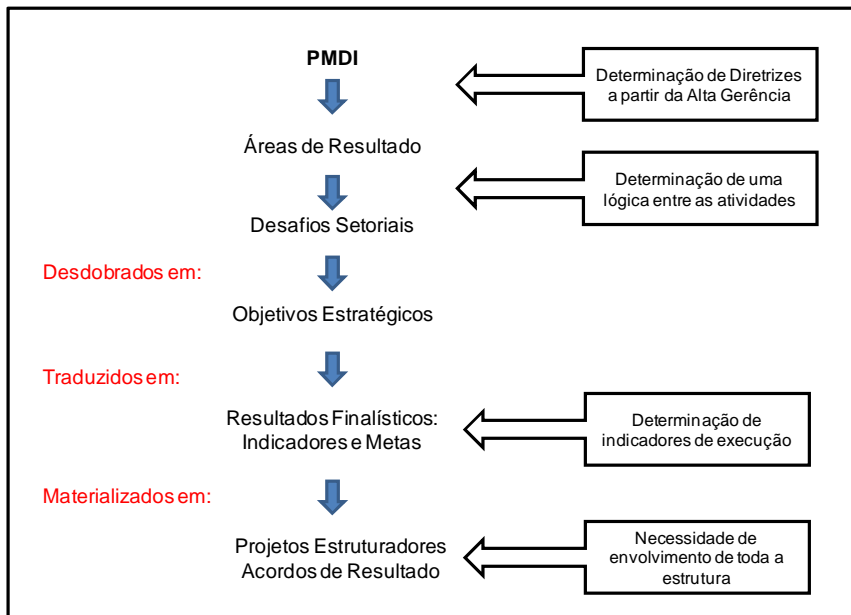 PMDI
Determinação de Diretrizes
a partir da Alta Gerência
Áreas de Resultado
Determinação de uma
lógica entre as atividades
Desafios Setoriais
Desdobrados em:
Objetivos Estratégicos
Traduzidos em:
Resultados Finalísticos:
Indicadores e Metas
Determinação de
indicadores de execução
Materializados em:
Projetos Estruturadores
Acordos de Resultado
Necessidade de
envolvimento de toda a
estrutura